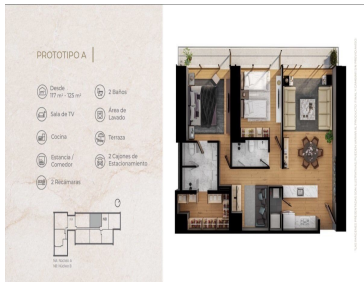 PROTOTIPO A
Desde
117 m² - 125 m²
Sala de TV
Cocina
Estancia /
Comedor
2 Recámaras
2 Baños
Área de
Lavado
Terraza
2 Cajones de
Estacionamiento